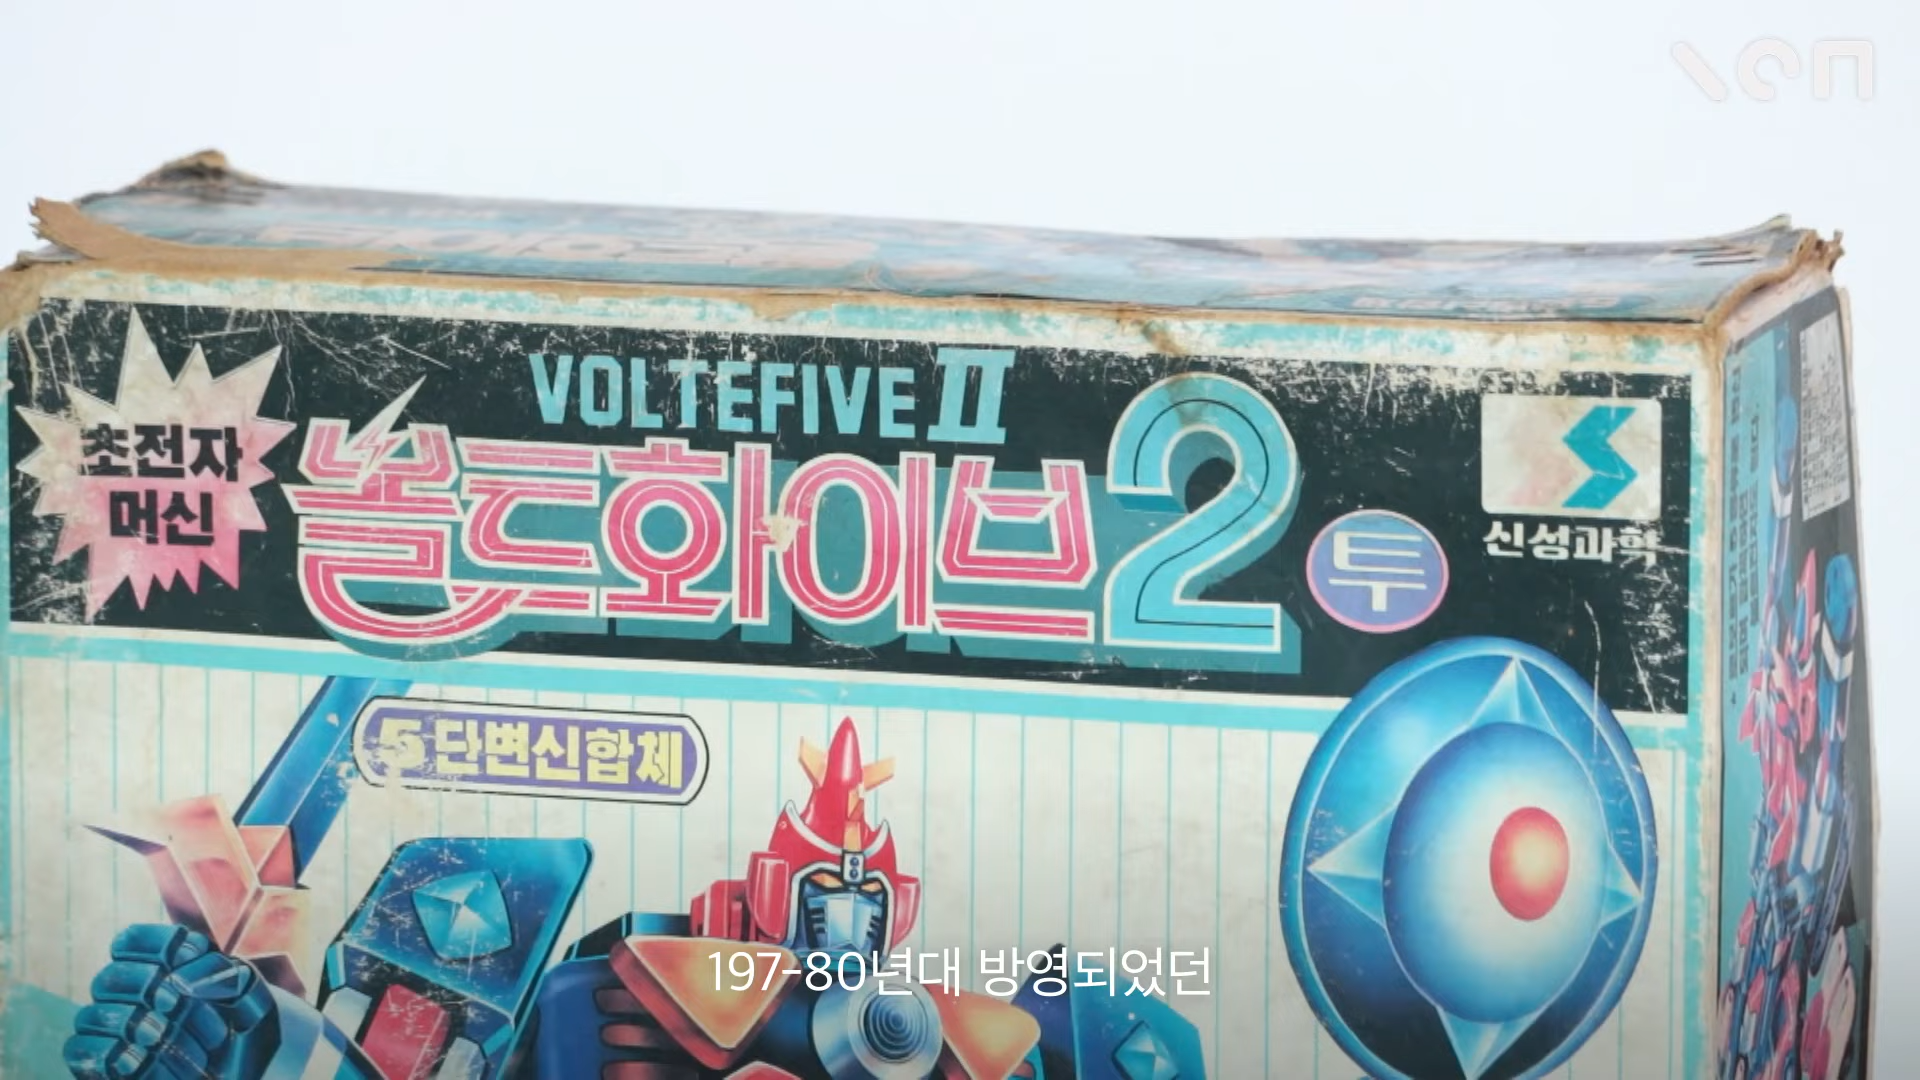 초전자
머신
VOLTEFIVE II
볼트화이브2
투
신성과학
5단변신합체
197-80년대 방영되었던